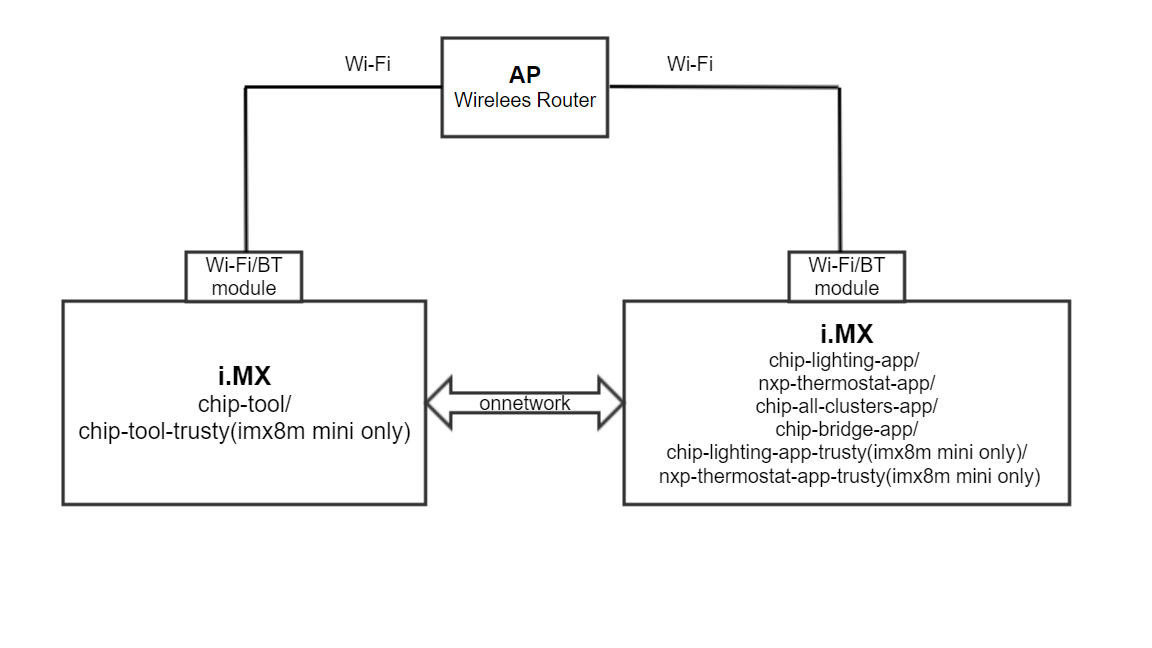 Wi-Fi
AP
Wirelees Router
Wi-Fi
Wi-Fi/BT
module
i.MX
chip-tool/
chip-tool-trusty(imx8m mini only)
onnetwork
Wi-Fi/BT
module
i.MX
chip-lighting-app/
nxp-thermostat-app/
chip-all-clusters-app/
chip-bridge-app/
chip-lighting-app-trusty(imx8m mini only)/
nxp-thermostat-app-trusty(imx8m mini only)